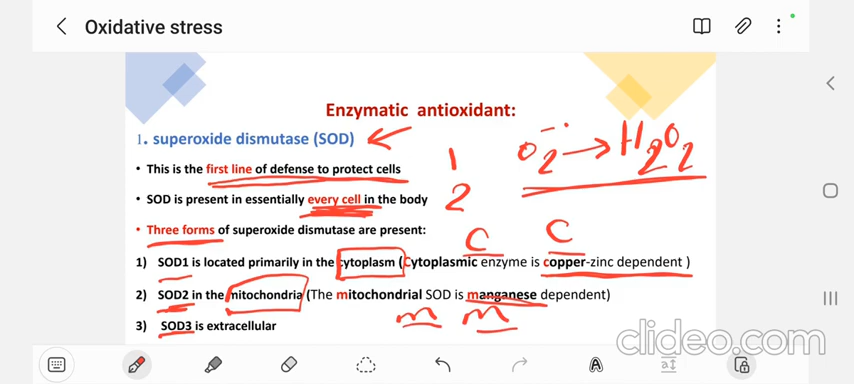 Oxidative stress
Enzymatic antioxidant:
1. superoxide dismutase (SOD)
1
O2-· → H2O2
• This is the first line of defense to protect cells
• SOD is present in essentially every cell in the body
2
• Three forms of superoxide dismutase are present:
C C
1) SOD1 is located primarily in the cytoplasm (Cytoplasmic enzyme is copper-zinc dependent )
2) SOD2 in the mitochondria (The mitochondrial SOD is manganese dependent)
m m
3) SOD3 is extracellular
clideo.com